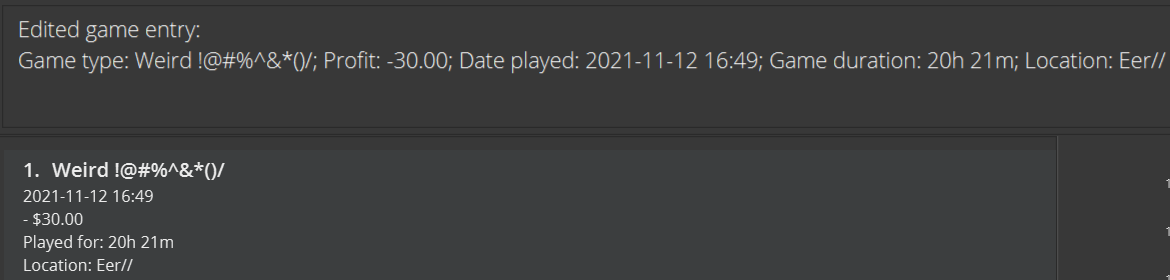 Edited game entry:
Game type: Weird !@#%^&*()/; Profit: -30.00; Date played: 2021-11-12 16:49; Game duration: 20h 21m; Location: Eer//
1. Weird !@#%^&*()/
2021-11-12 16:49
- $30.00
Played for: 20h 21m
Location: Eer//